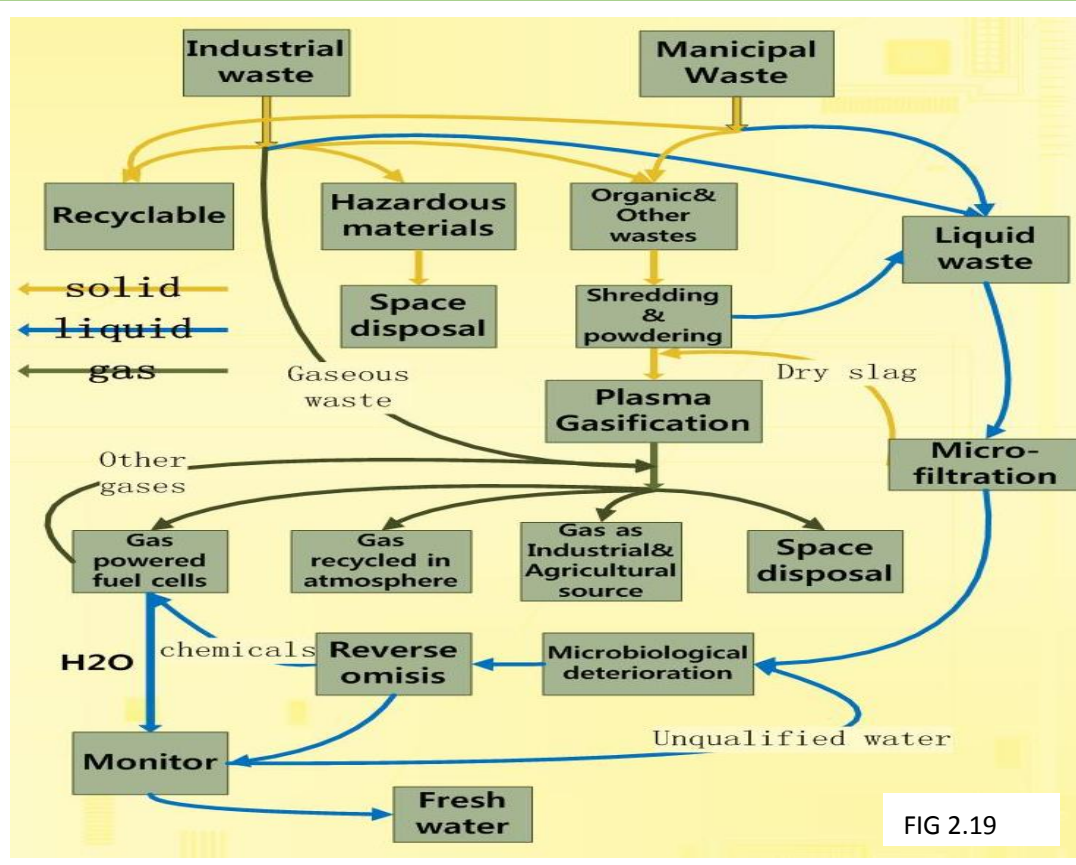 Industrial
waste
Manicipal
Waste
Recyclable
Hazardous
materials
Organic&
Other
wastes
Liquid
waste
solid
liquid
gas
Space
disposal
Shredding
&
powdering
Gaseous
waste
Dry slag
Plasma
Gasification
Micro-
filtration
Other
gases
Gas
powered
fuel cells
Gas
recycled in
atmosphere
Gas as
Industrial&
Agricultural
source
Space
disposal
H2O
chemicals
Reverse
omisis
Microbiological
deterioration
Unqualified water
Monitor
Fresh
water
FIG 2.19